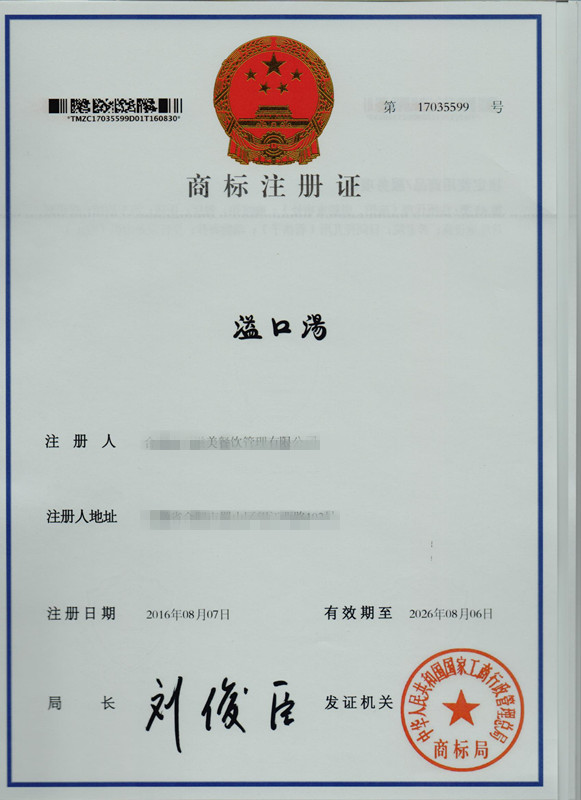 *TMZC17035599D01T160830*
第 17035599 号
商标注册证
溢口湯
注册人 美餐饮管理有限公司
注册人地址
注册日期 2016年08月07日 有效期至 2026年08月06日
局长 刘俊臣 发证机关
中华人民共和国国家工商行政管理总局
商标局